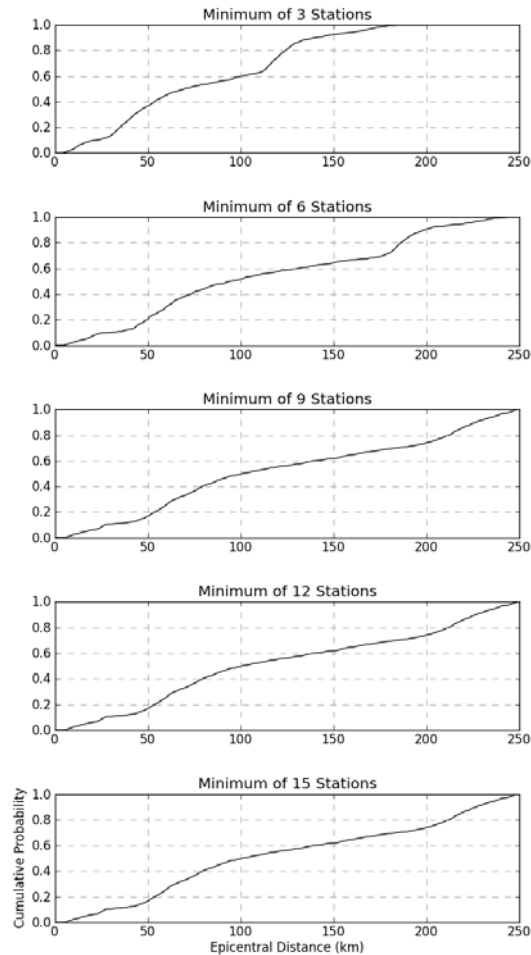 Minimum of 3 Stations
1.0
0.8
0.6
0.4
0.2
0.0
0 50 100 150 200 250
Minimum of 6 Stations
1.0
0.8
0.6
0.4
0.2
0.0
0 50 100 150 200 250
Minimum of 9 Stations
1.0
0.8
0.6
0.4
0.2
0.0
0 50 100 150 200 250
Minimum of 12 Stations
1.0
0.8
0.6
0.4
0.2
0.0
0 50 100 150 200 250
Minimum of 15 Stations
Cumulative Probability
1.0
0.8
0.6
0.4
0.2
0.0
0 50 100 150 200 250
Epicentral Distance (km)